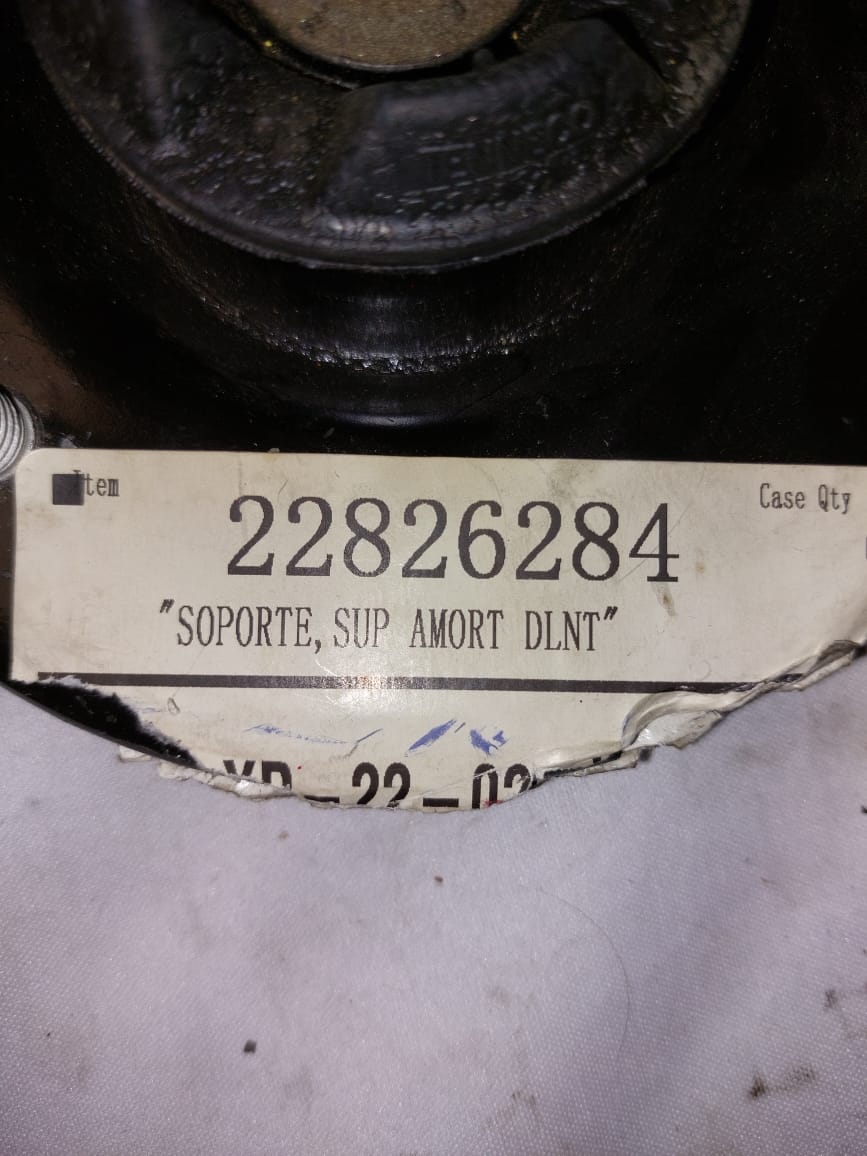 Item
Case Qty
22826284
"SOPORTE, SUP AMORT DLNT"